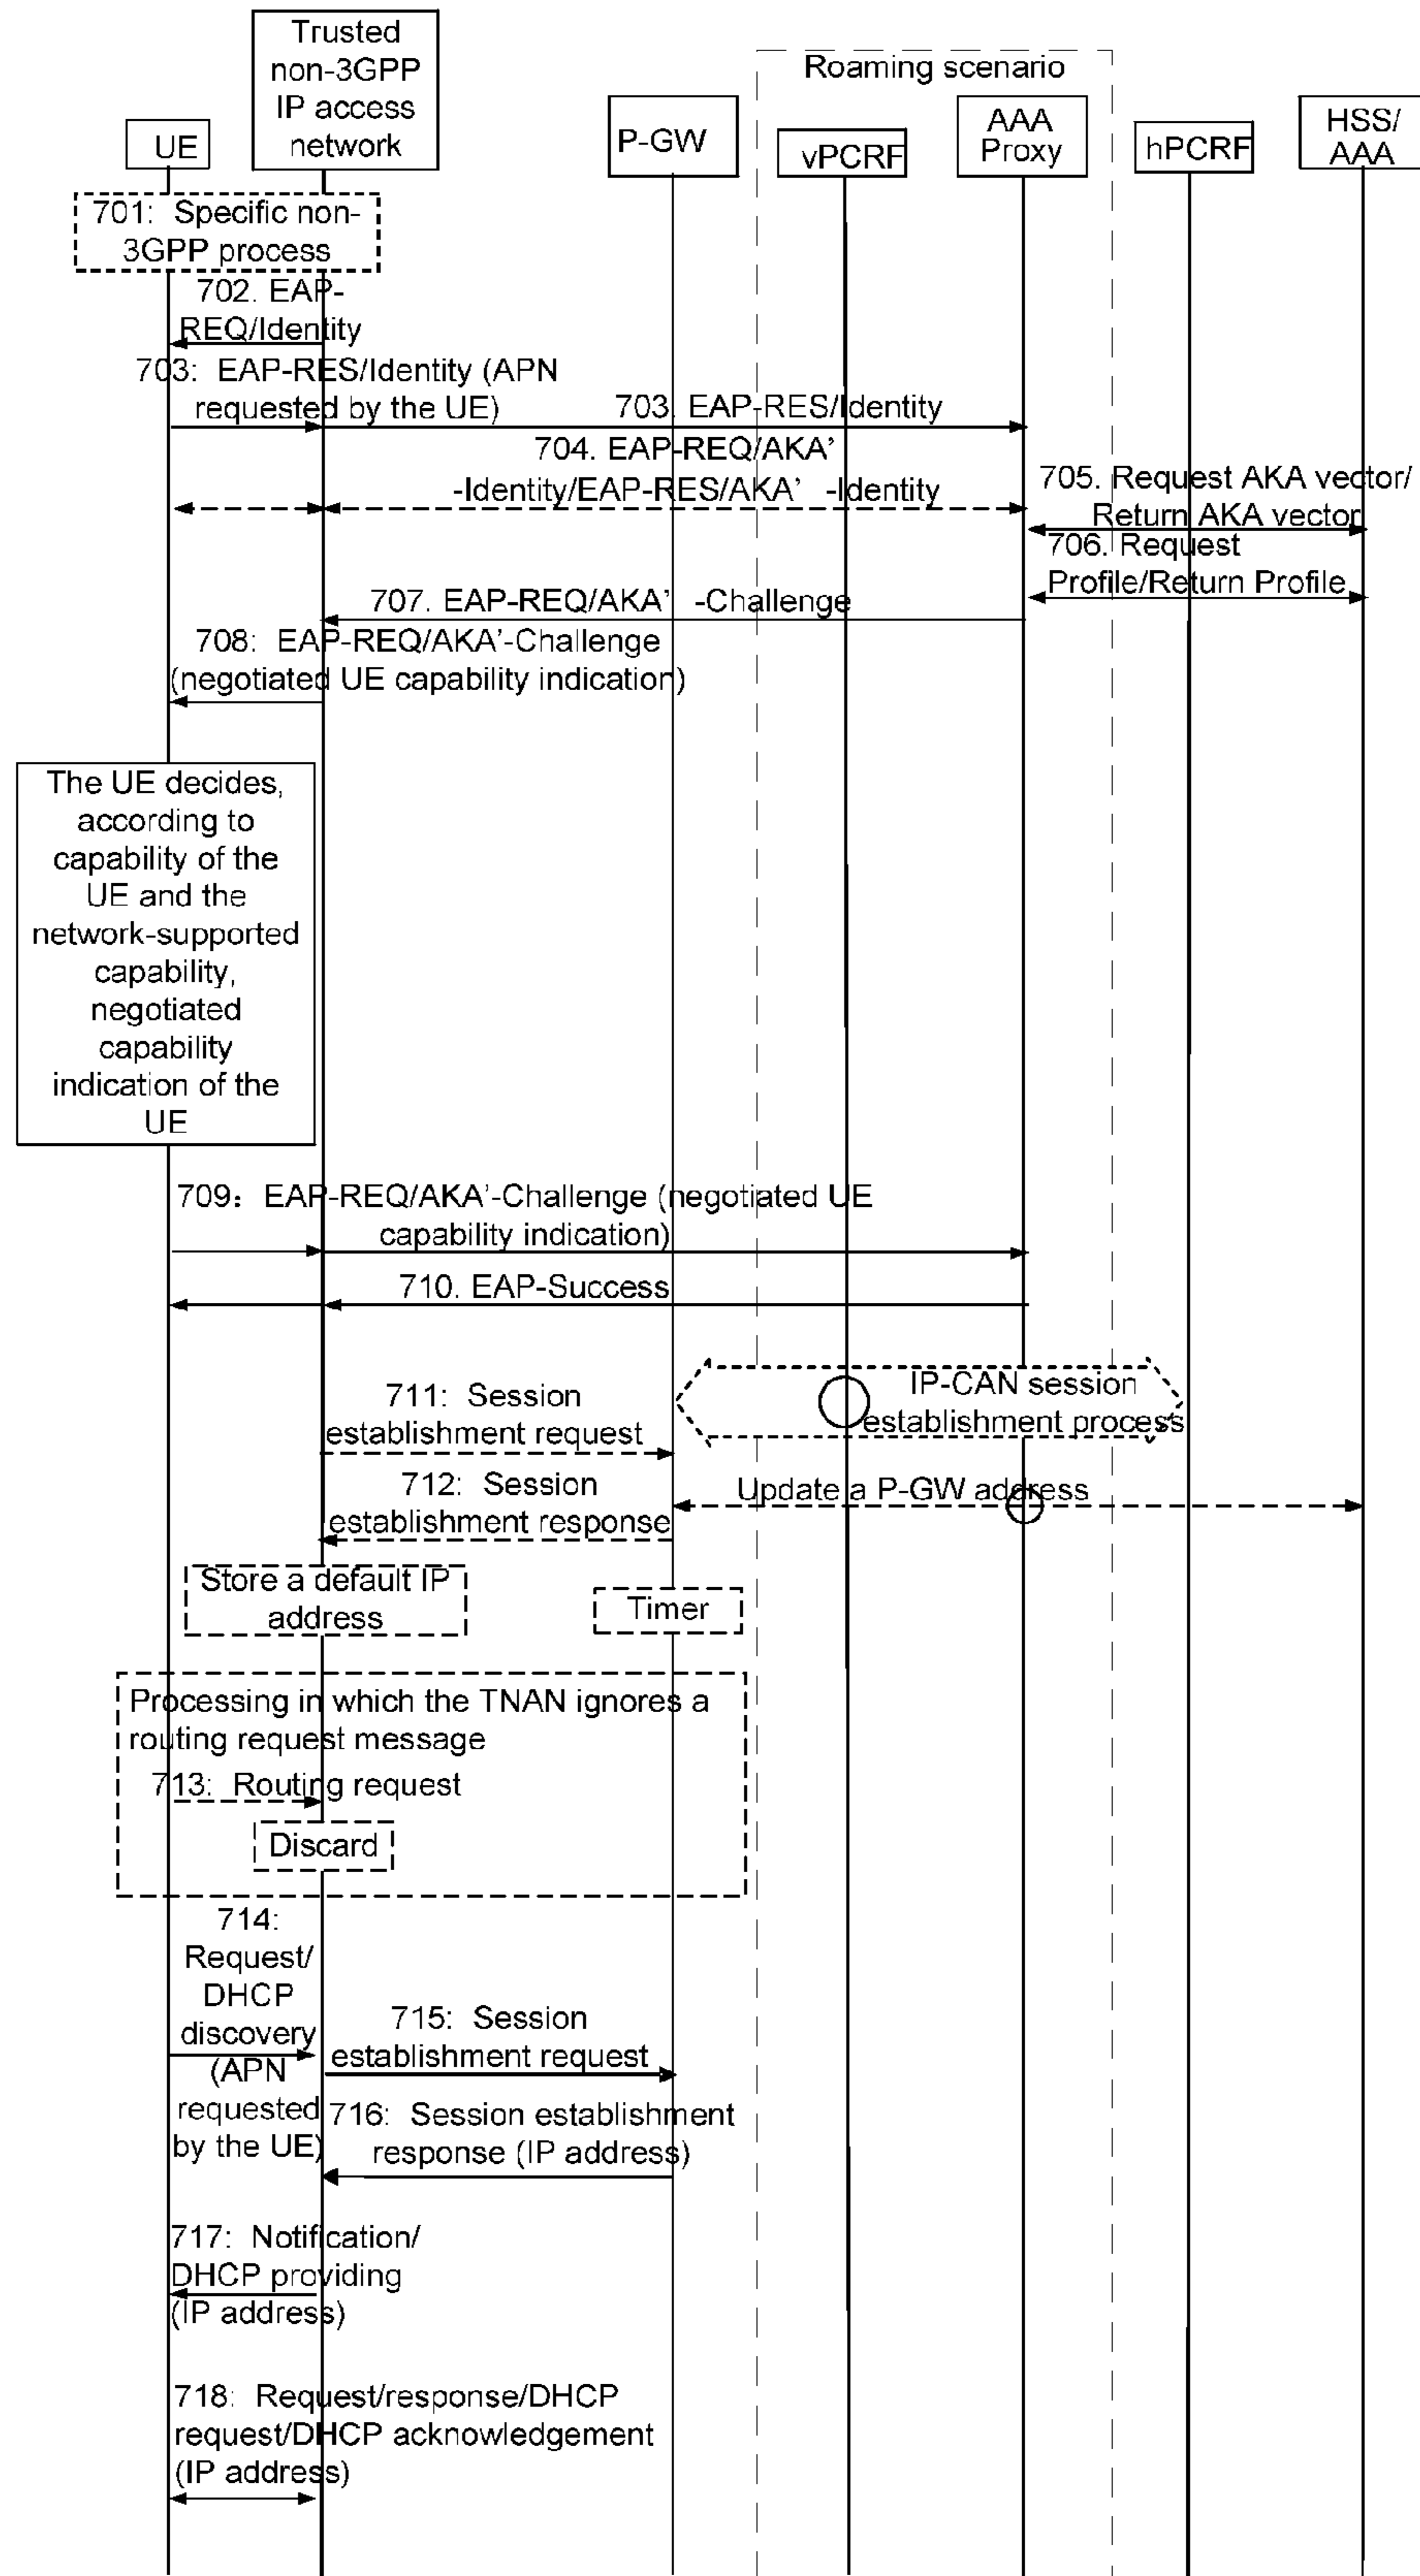 Trusted
non-3GPP
IP access
network
Roaming scenario
UE
P-GW
vPCRF
AAA
Proxy
hPCRF
HSS/
AAA
701: Specific non-
3GPP process
702. EAP-
REQ/Identity
703: EAP-RES/Identity (APN
requested by the UE)
703. EAP-RES/Identity
704. EAP-REQ/AKA'
-Identity/EAP-RES/AKA' -Identity
705. Request AKA vector/
Return AKA vector
706. Request
Profile/Return Profile
707. EAP-REQ/AKA' -Challenge
708: EAP-REQ/AKA'-Challenge
(negotiated UE capability indication)
The UE decides,
according to
capability of the
UE and the
network-supported
capability,
negotiated
capability
indication of the
UE
709: EAP-REQ/AKA'-Challenge (negotiated UE
capability indication)
710. EAP-Success
IP-CAN session
establishment process
711: Session
establishment request
712: Session
establishment response
Update a P-GW address
Store a default IP
address
Timer
Processing in which the TNAN ignores a
routing request message
713: Routing request
Discard
714:
Request/
DHCP
discovery
(APN
requested
by the UE)
715: Session
establishment request
716: Session establishment
response (IP address)
717: Notification/
DHCP providing
(IP address)
718: Request/response/DHCP
request/DHCP acknowledgement
(IP address)